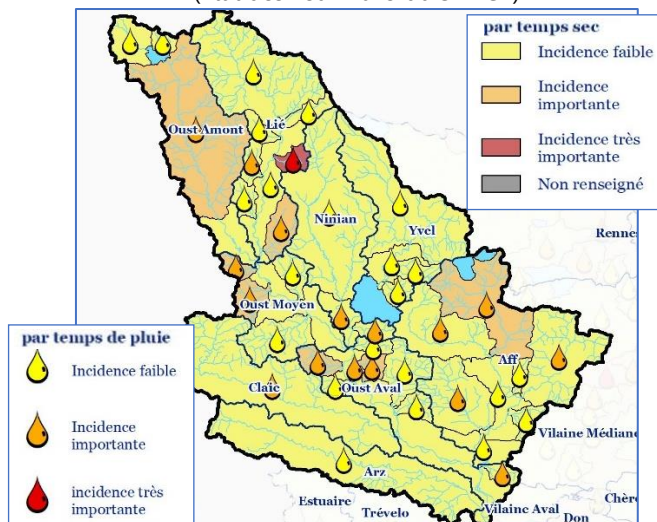 par temps sec
Incidence faible
Incidence
importante
Incidence très
importante
Non renseigné
Oust Amont
Lié
Ninian
Yvel
Rennes
Oust Moyen
par temps de pluie
Incidence faible
Incidence
importante
incidence très
importante
Claie
Oust Aval
Aff
Vilaine Médiane
Arz
Estuaire
Trévelo
Vilaine Aval
Chèr
Don